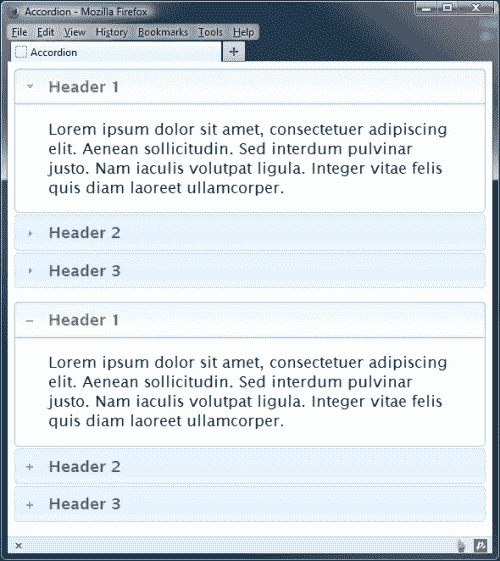 Accordion - Mozilla Firefox
File Edit View History Bookmarks Tools Help
Accordion
Header 1
Lorem ipsum dolor sit amet, consectetuer adipiscing
elit. Aenean sollicitudin. Sed interdum pulvinar
justo. Nam iaculis volutpat ligula. Integer vitae felis
quis diam laoreet ullamcorper.
Header 2
Header 3
Header 1
Lorem ipsum dolor sit amet, consectetuer adipiscing
elit. Aenean sollicitudin. Sed interdum pulvinar
justo. Nam iaculis volutpat ligula. Integer vitae felis
quis diam laoreet ullamcorper.
Header 2
Header 3